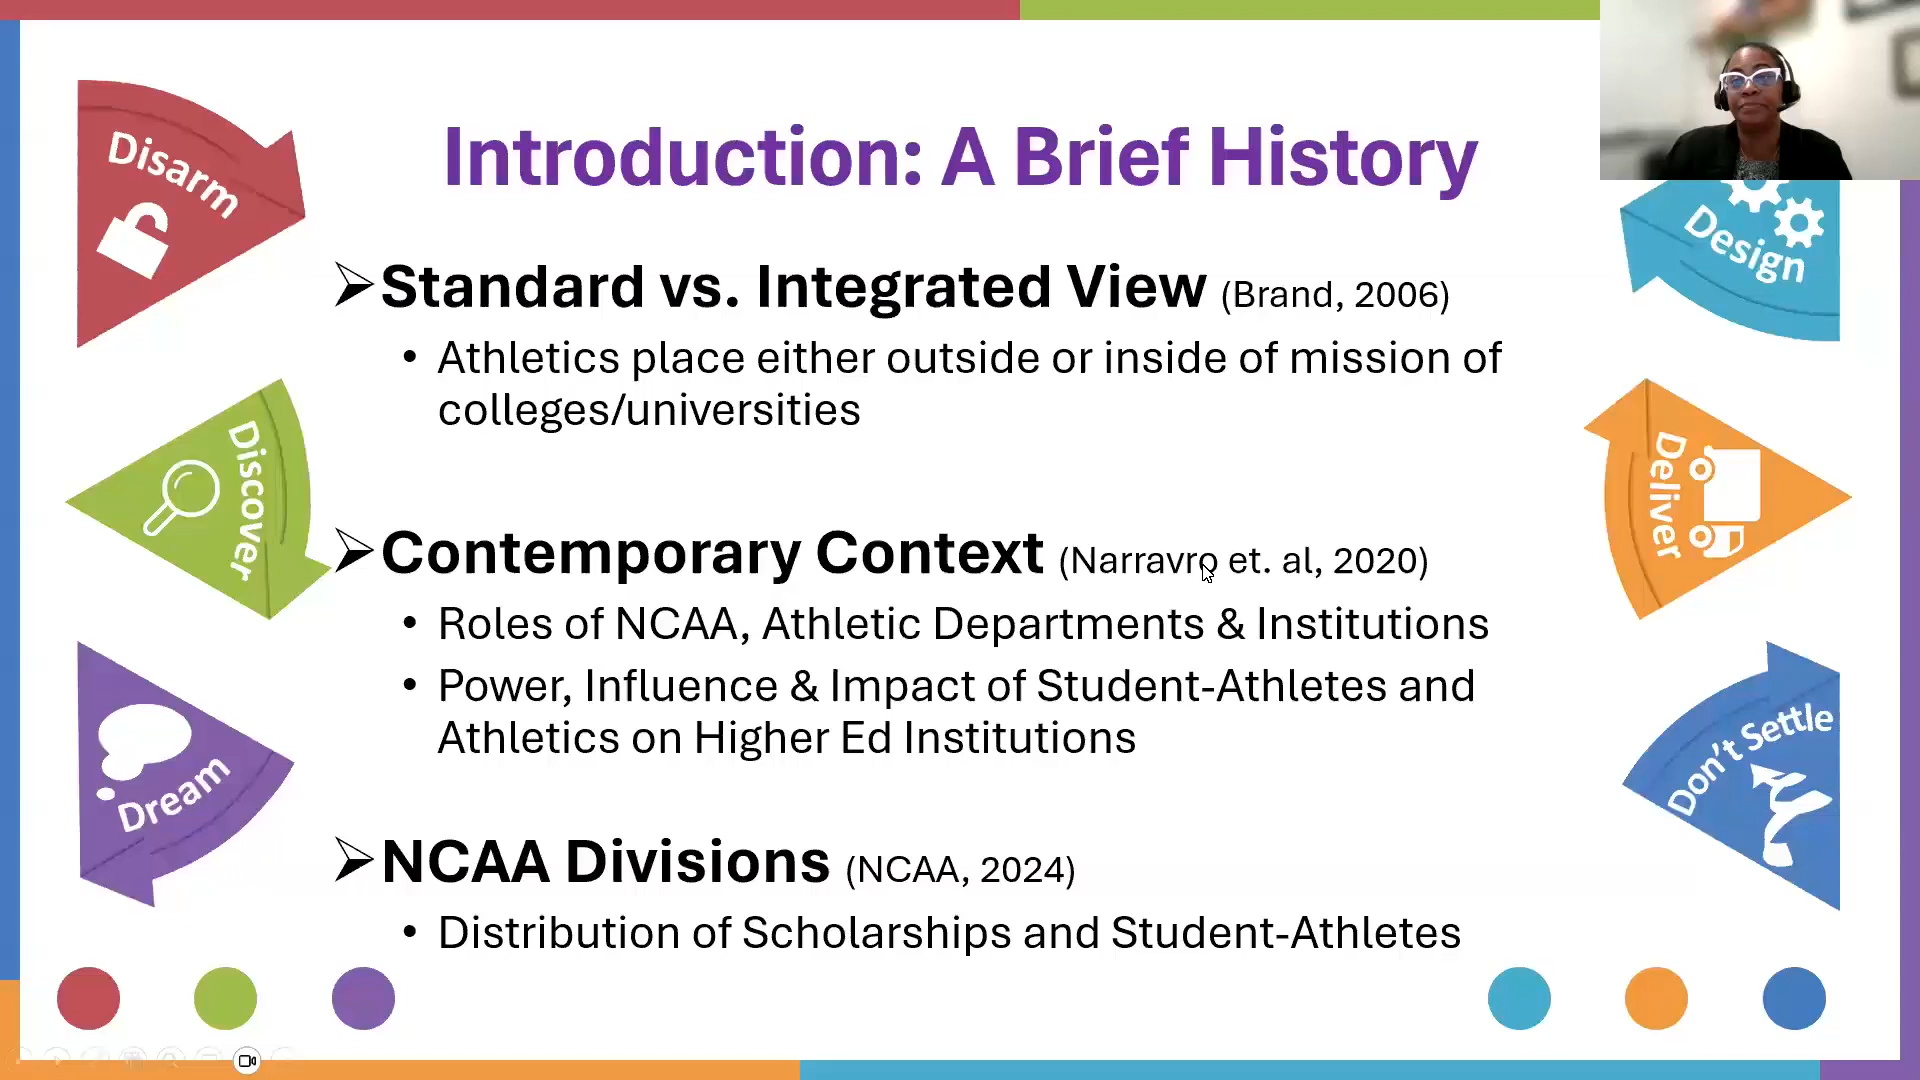 Introduction: A Brief History
Disarm
Discover
Dream
➢Standard vs. Integrated View (Brand, 2006)
• Athletics place either outside or inside of mission of
colleges/universities
➢Contemporary Context (Narravro et. al, 2020)
• Roles of NCAA, Athletic Departments & Institutions
• Power, Influence & Impact of Student-Athletes and
Athletics on Higher Ed Institutions
➢NCAA Divisions (NCAA, 2024)
• Distribution of Scholarships and Student-Athletes
Design
Deliver
Don't Settle